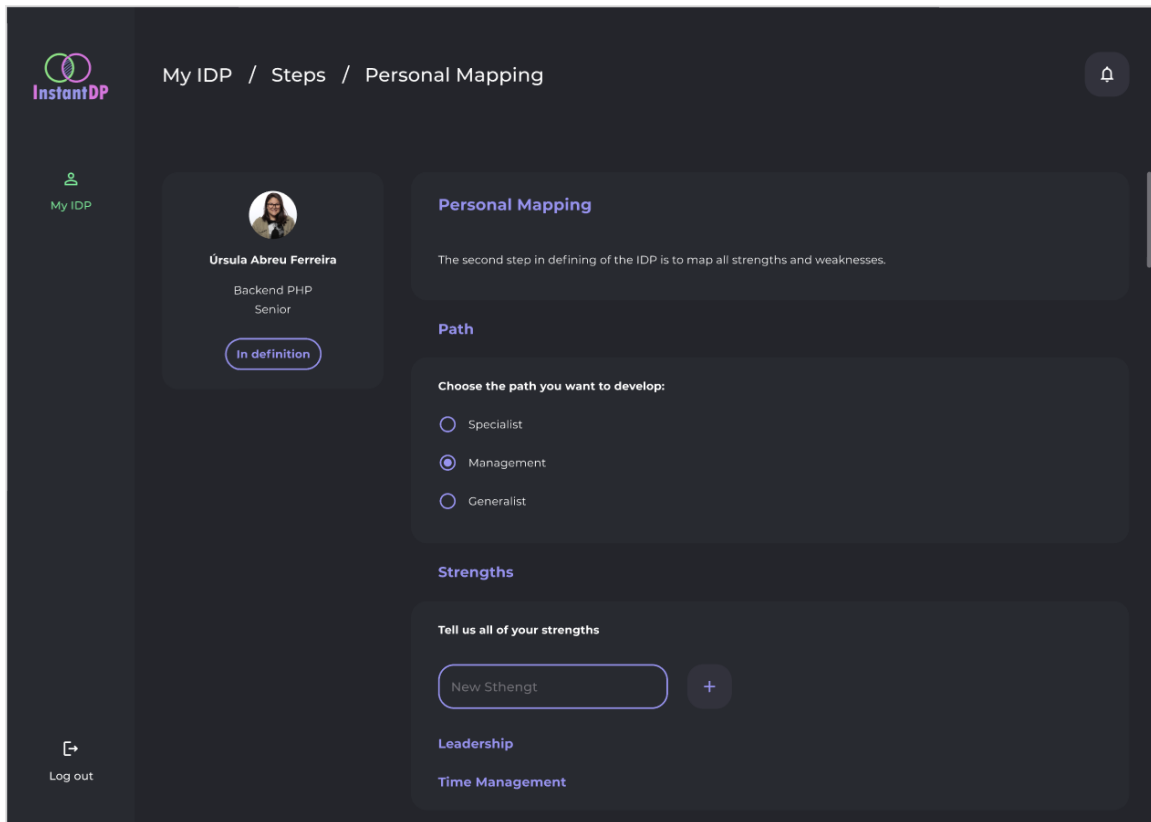 InstantDP
My IDP / Steps / Personal Mapping
My IDP
Úrsula Abreu Ferreira
Backend PHP
Senior
In definition
Personal Mapping
The second step in defining of the IDP is to map all strengths and weaknesses.
Path
Choose the path you want to develop:
Specialist
Management
Generalist
Strengths
Tell us all of your strengths
New Sthengt
+
Leadership
Time Management
Log out